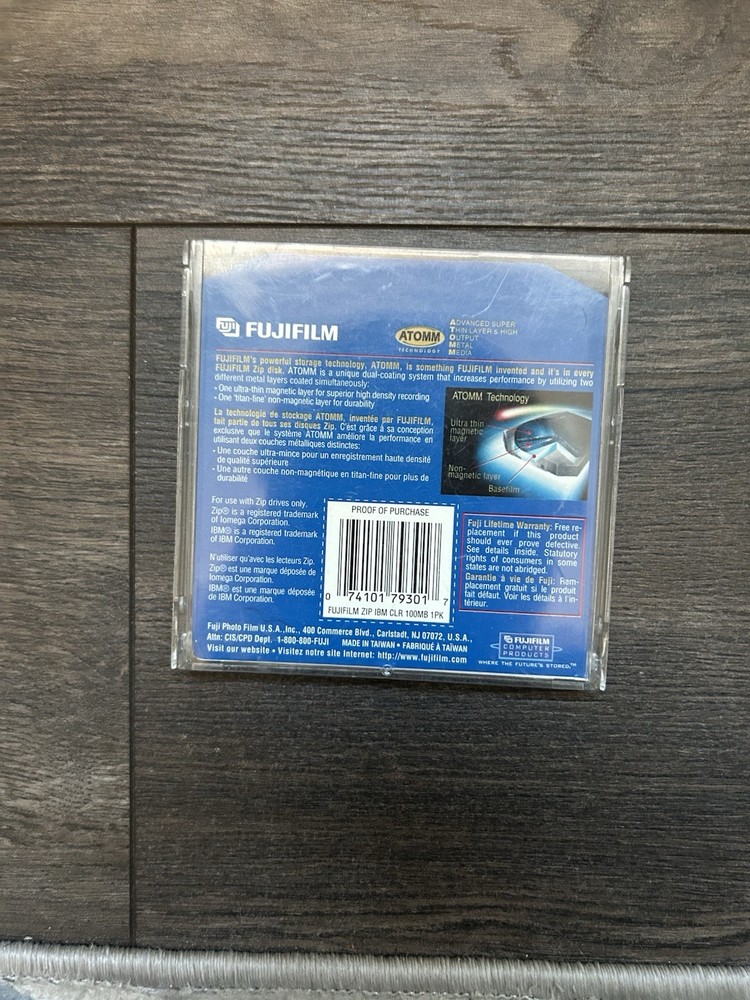 FUJI FUJIFILM
ATOMM
TECHNOLOGY
ADVANCED SUPER
THIN LAYER & HIGH
OUTPUT
METAL
MEDIA
FUJIFILM's powerful storage technology, ATOMM, is something FUJIFILM invented and it's in every
FUJIFILM Zip disk. ATOMM is a unique dual-coating system that increases performance by utilizing two
different metal layers coated simultaneously:
- One ultra-thin magnetic layer for superior high density recording
- One 'titan-fine' non-magnetic layer for durability
La technologie de stockage ATOMM, inventée par FUJIFILM,
fait partie de tous ses disques Zip. C'est grâce à sa conception
exclusive que le système ATOMM améliore la performance en
utilisant deux couches métalliques distinctes:
- Une couche ultra-mince pour un enregistrement haute densité
de qualité supérieure
- Une autre couche non-magnétique en titan-fine pour plus de
durabilité
ATOMM Technology
Ultra thin
magnetic
layer
Non-
magnetic layer
Basefilm
For use with Zip drives only.
Zip® is a registered trademark
of Iomega Corporation.
IBM® is a registered trademark
of IBM Corporation.
N'utiliser qu'avec les lecteurs Zip.
Zip® est une marque déposée de
Iomega Corporation.
IBM® est une marque déposée
de IBM Corporation.
PROOF OF PURCHASE
0 74101 79301 7
FUJIFILM ZIP IBM CLR 100MB 1PK
Fuji Lifetime Warranty: Free re-
placement if this product
should ever prove defective
See details inside. Statutory
rights of consumers in some
states are not abridged.
Garantie à vie de Fuji: Rem-
placement gratuit si le produit
fait défaut. Voir les détails à l'in-
térieur.
Fuji Photo Film U.S.A., Inc., 400 Commerce Blvd., Carlstadt, NJ 07072, U.S.A.,
Attn: CIS/CPD Dept. 1-800-800-FUJI MADE IN TAIWAN • FABRIQUÉ À TAÏWAN
Visit our website • Visitez notre site Internet: http://www.fujifilm.com
FUJIFILM
COMPUTER
PRODUCTS
WHERE THE FUTURE'S STORED.™